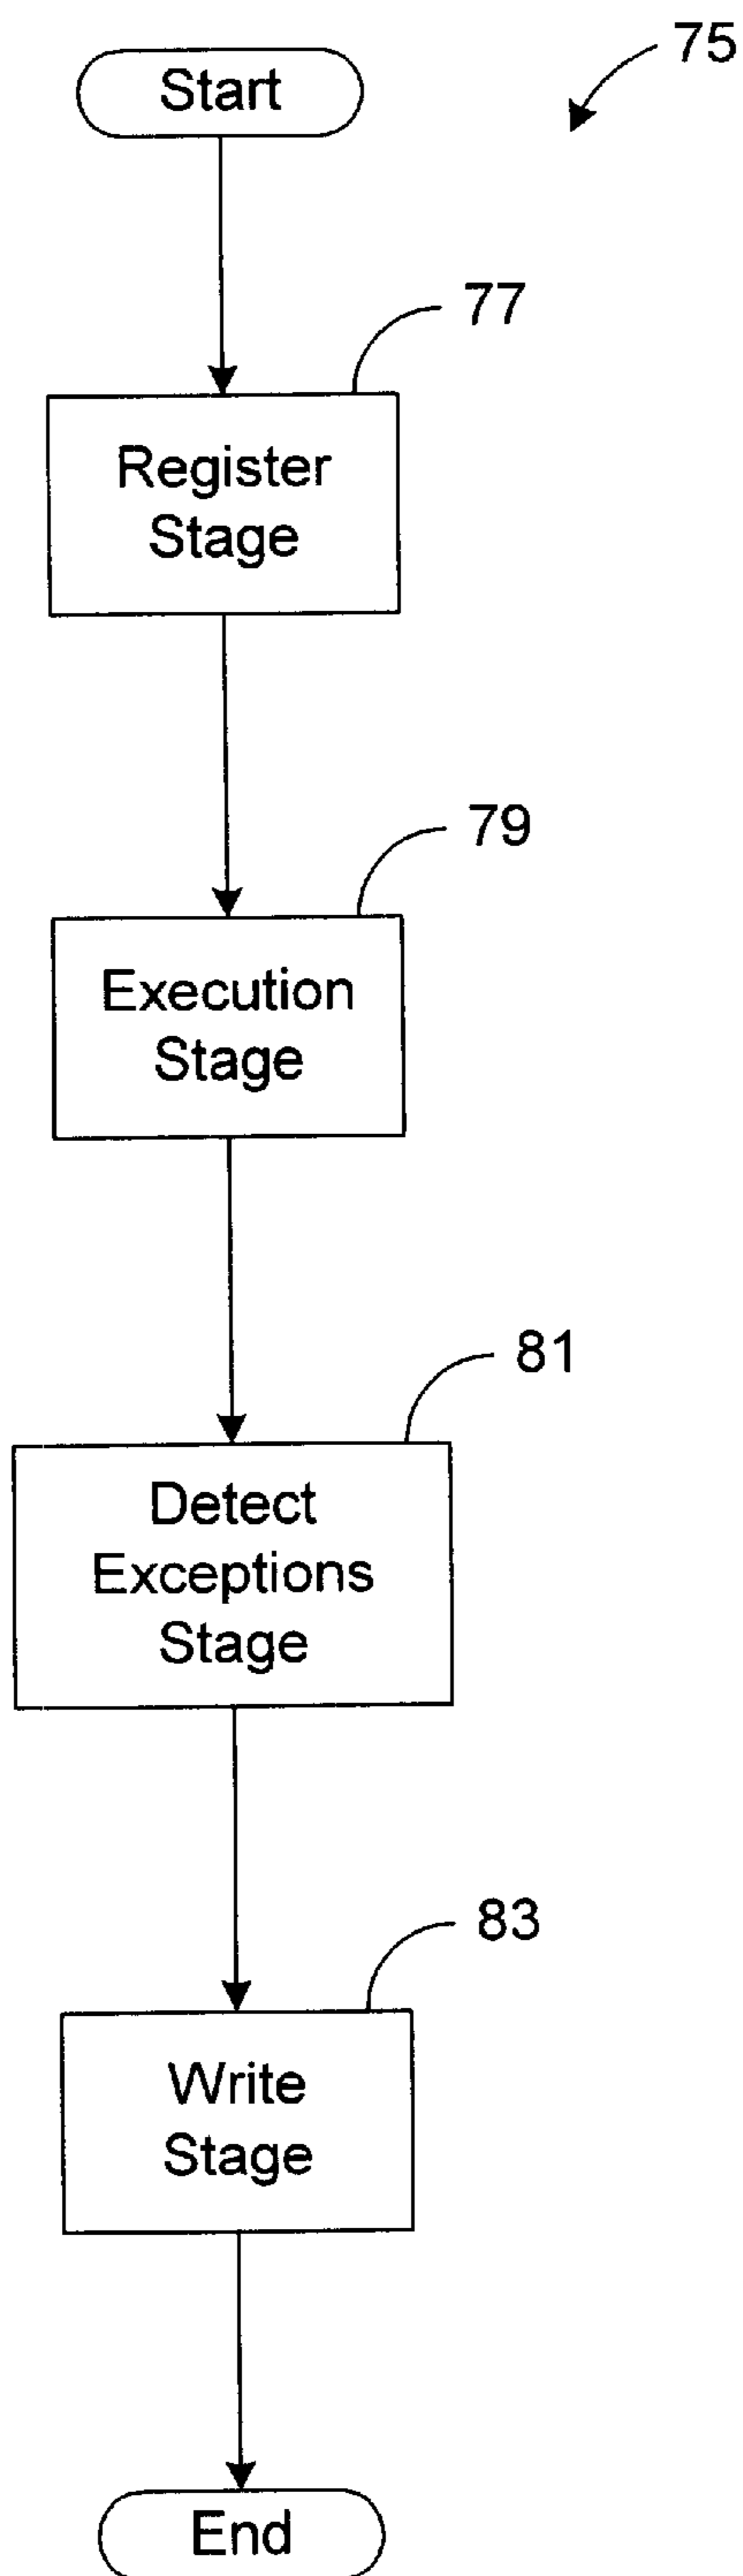 75
Start
77
Register
Stage
79
Execution
Stage
81
Detect
Exceptions
Stage
83
Write
Stage
End